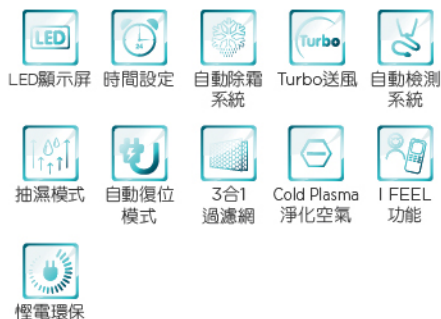 LED
24
Turbo
LED顯示屏
時間設定
自動除霜
系統
Turbo送風
自動檢測
系統
抽濕模式
自動復位
模式
3合1
過濾網
Cold Plasma
淨化空氣
I FEEL
功能
慳電環保